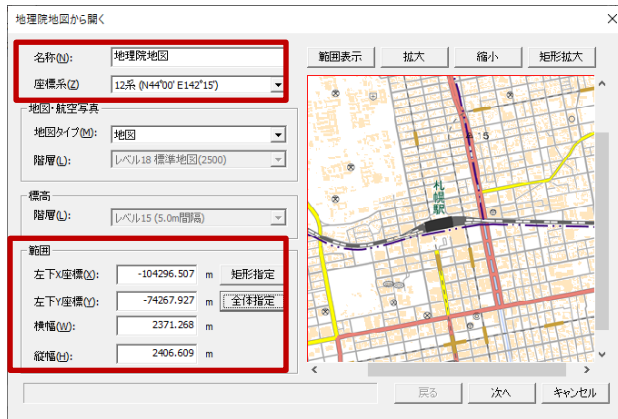 地理院地図から開く
名称(N): 地理院地図
座標系(Z) 12系 (N44°00' E142°15')
地図・航空写真
地図タイプ(M): 地図
階層(L): レベル18 標準地図(2500)
標高
階層(L): レベル15 (5.0m間隔)
範囲
左下X座標(X): -104296.507 m 矩形指定
左下Y座標(Y): -74267.927 m 全体指定
横幅(W): 2371.268 m
縦幅(H): 2406.609 m
範囲表示 拡大 縮小 矩形拡大
15
札幌駅
戻る 次へ キャンセル